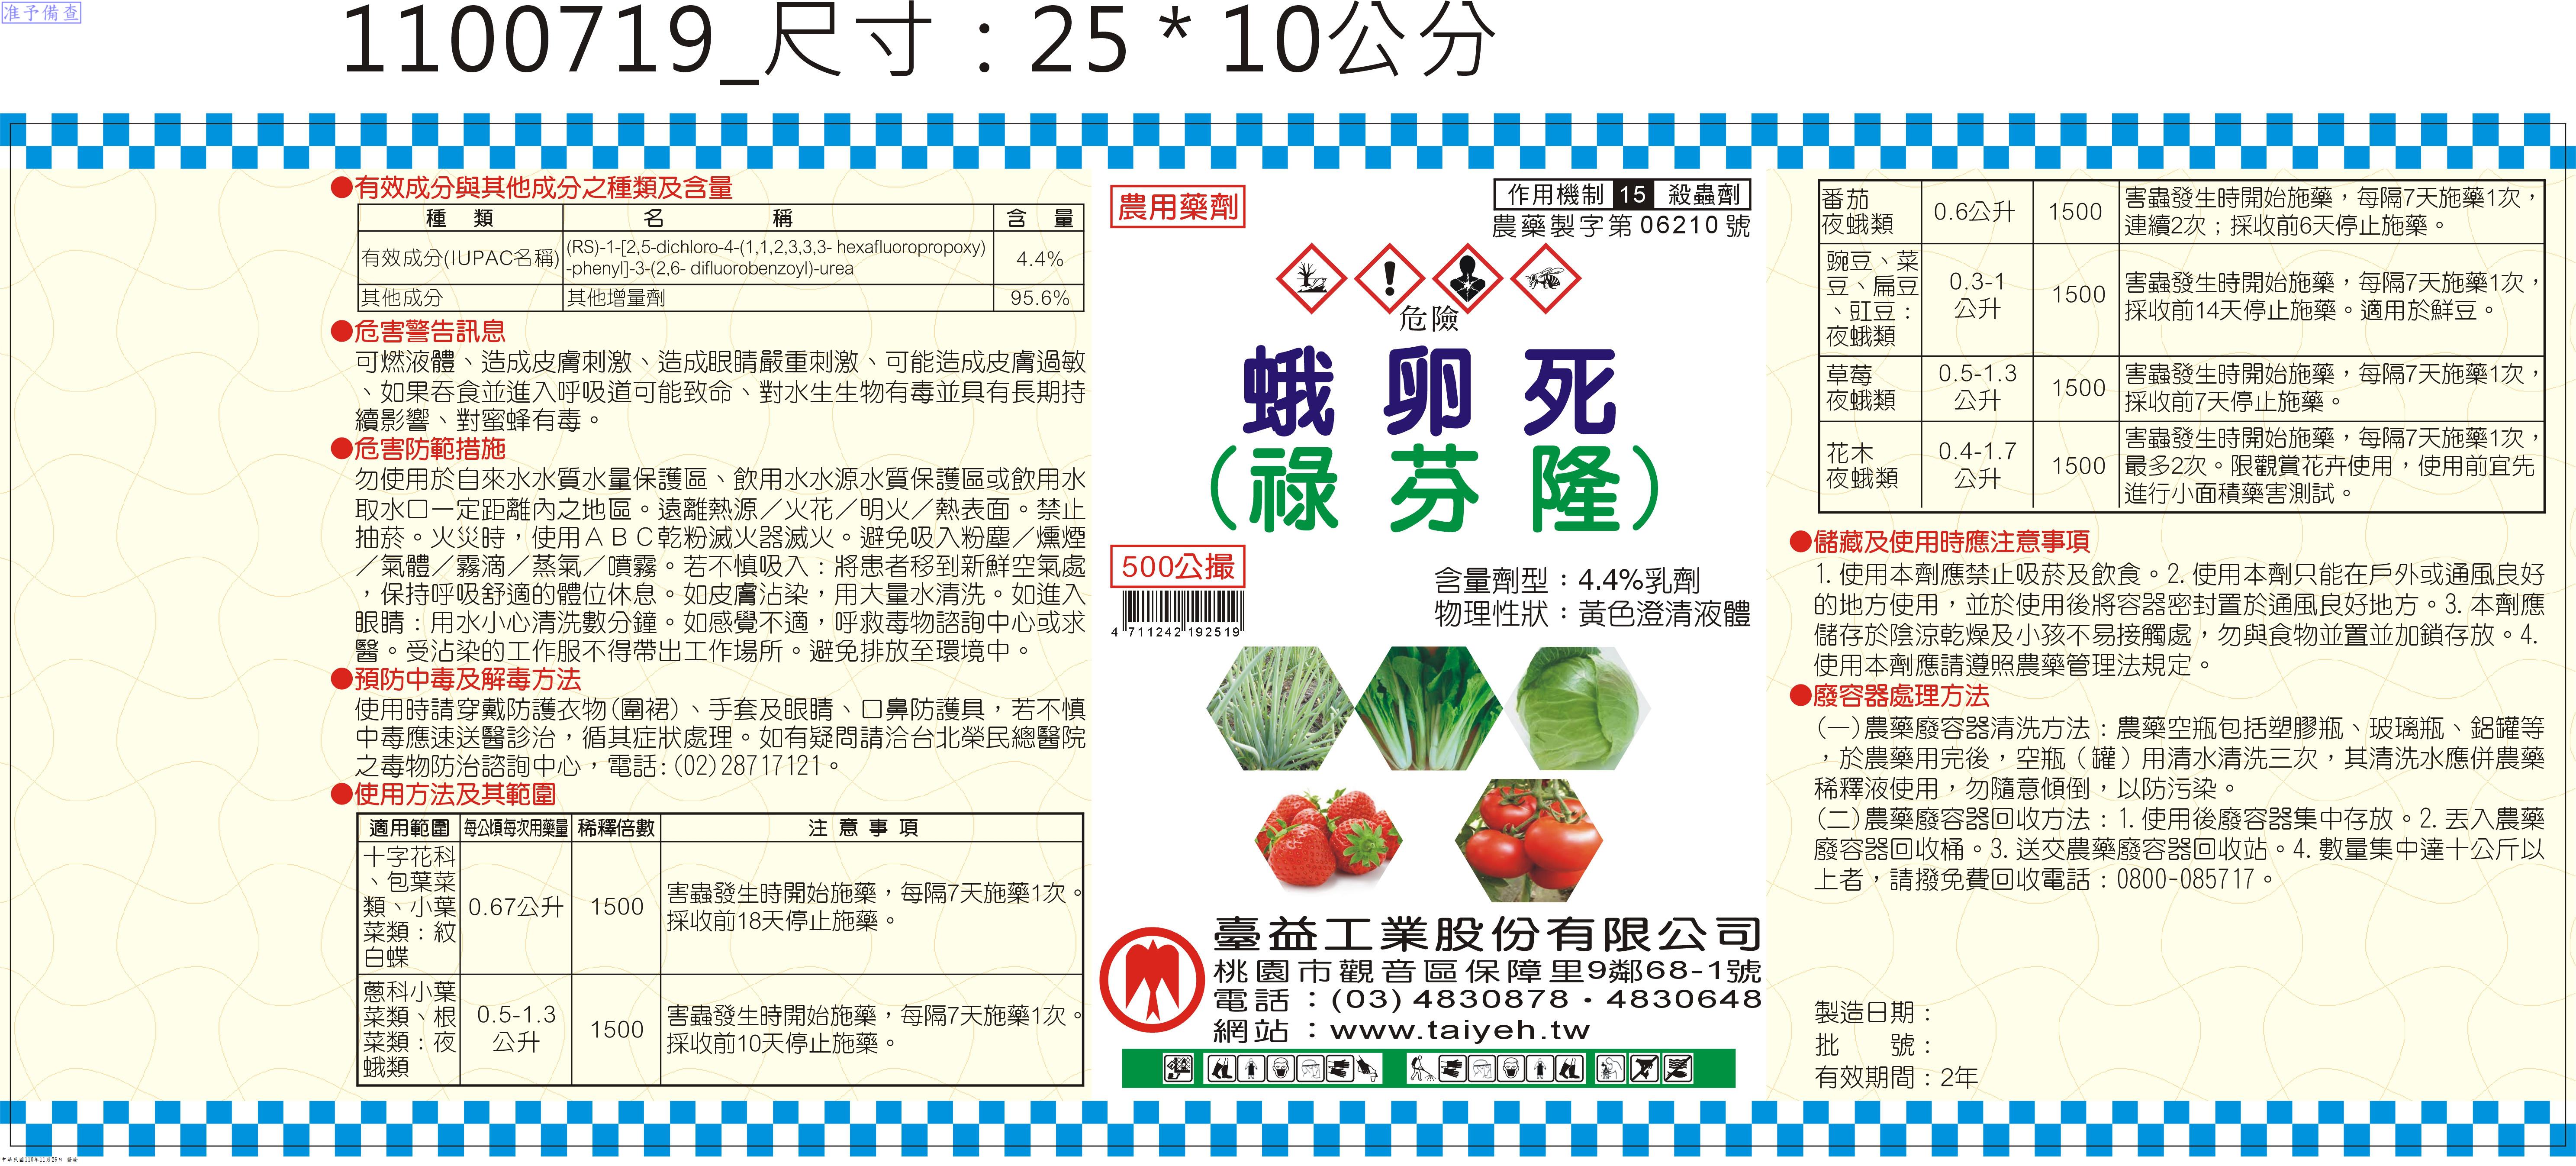 准予備查
1100719_尺寸：25＊10公分
●有效成分與其他成分之種類及含量
種 類 名 稱 含 量
有效成分(IUPAC名稱) (RS)-1-[2,5-dichloro-4-(1,1,2,3,3,3- hexafluoropropoxy)
-phenyl]-3-(2,6- difluorobenzoyl)-urea 4.4%
其他成分 其他增量劑 95.6%
●危害警告訊息
可燃液體、造成皮膚刺激、造成眼睛嚴重刺激、可能造成皮膚過敏
、如果吞食並進入呼吸道可能致命、對水生生物有毒並具有長期持
續影響、對蜜蜂有毒。
●危害防範措施
勿使用於自來水水質水量保護區、飲用水水源水質保護區或飲用水
取水口一定距離內之地區。遠離熱源／火花／明火／熱表面。禁止
抽菸。火災時，使用ＡＢＣ乾粉滅火器滅火。避免吸入粉塵／燻煙
／氣體／霧滴／蒸氣／噴霧。若不慎吸入：將患者移到新鮮空氣處
，保持呼吸舒適的體位休息。如皮膚沾染，用大量水清洗。如進入
眼睛：用水小心清洗數分鐘。如感覺不適，呼救毒物諮詢中心或求
醫。受沾染的工作服不得帶出工作場所。避免排放至環境中。
●預防中毒及解毒方法
使用時請穿戴防護衣物(圍裙)、手套及眼睛、口鼻防護具，若不慎
中毒應速送醫診治，循其症狀處理。如有疑問請洽台北榮民總醫院
之毒物防治諮詢中心，電話:(02)28717121。
●使用方法及其範圍
適用範圍 每公頃每次用藥量 稀釋倍數 注 意 事 項
十字花科
、包葉菜
類、小葉
菜類：紋
白蝶
0.67公升
1500
害蟲發生時開始施藥，每隔7天施藥1次。
採收前18天停止施藥。
蔥科小葉
菜類、根
菜類：夜
蛾類
0.5-1.3
公升
1500
害蟲發生時開始施藥，每隔7天施藥1次。
採收前10天停止施藥。
農用藥劑
作用機制 15 殺蟲劑
農藥製字第06210號
危險
蛾卵死
(祿芬隆)
500公撮
4 711242 192519
含量劑型：4.4%乳劑
物理性狀：黃色澄清液體
臺益工業股份有限公司
桃園市觀音區保障里9鄰68-1號
電話：(03)4830878・4830648
網站：www.taiyeh.tw
番茄
夜蛾類
0.6公升
1500
害蟲發生時開始施藥，每隔7天施藥1次，
連續2次；採收前6天停止施藥。
豌豆、菜
豆、扁豆
、豇豆：
夜蛾類
0.3-1
公升
1500
害蟲發生時開始施藥，每隔7天施藥1次，
採收前14天停止施藥。適用於鮮豆。
草莓
夜蛾類
0.5-1.3
公升
1500
害蟲發生時開始施藥，每隔7天施藥1次，
採收前7天停止施藥。
花木
夜蛾類
0.4-1.7
公升
1500
害蟲發生時開始施藥，每隔7天施藥1次，
最多2次。限觀賞花卉使用，使用前宜先
進行小面積藥害測試。
●儲藏及使用時應注意事項
1.使用本劑應禁止吸菸及飲食。2.使用本劑只能在戶外或通風良好
的地方使用，並於使用後將容器密封置於通風良好地方。3.本劑應
儲存於陰涼乾燥及小孩不易接觸處，勿與食物並置並加鎖存放。4.
使用本劑應請遵照農藥管理法規定。
●廢容器處理方法
(一)農藥廢容器清洗方法：農藥空瓶包括塑膠瓶、玻璃瓶、鋁罐等
，於農藥用完後，空瓶（罐）用清水清洗三次，其清洗水應併農藥
稀釋液使用，勿隨意傾倒，以防污染。
(二)農藥廢容器回收方法：1.使用後廢容器集中存放。2.丟入農藥
廢容器回收桶。3.送交農藥廢容器回收站。4.數量集中達十公斤以
上者，請撥免費回收電話：0800-085717。
製造日期：
批 號：
有效期間：2年